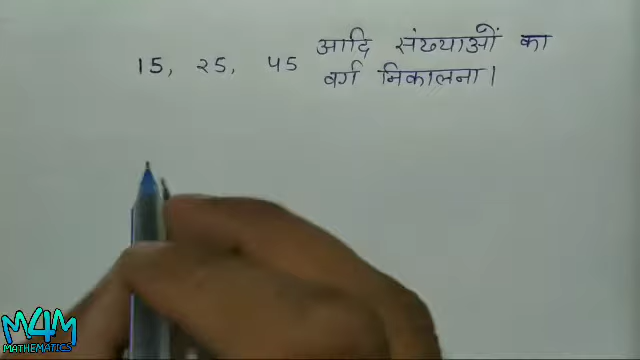 15, 25, 45 आदि संख्याओं का
वर्ग निकालना।
M4M
MATHEMATICS